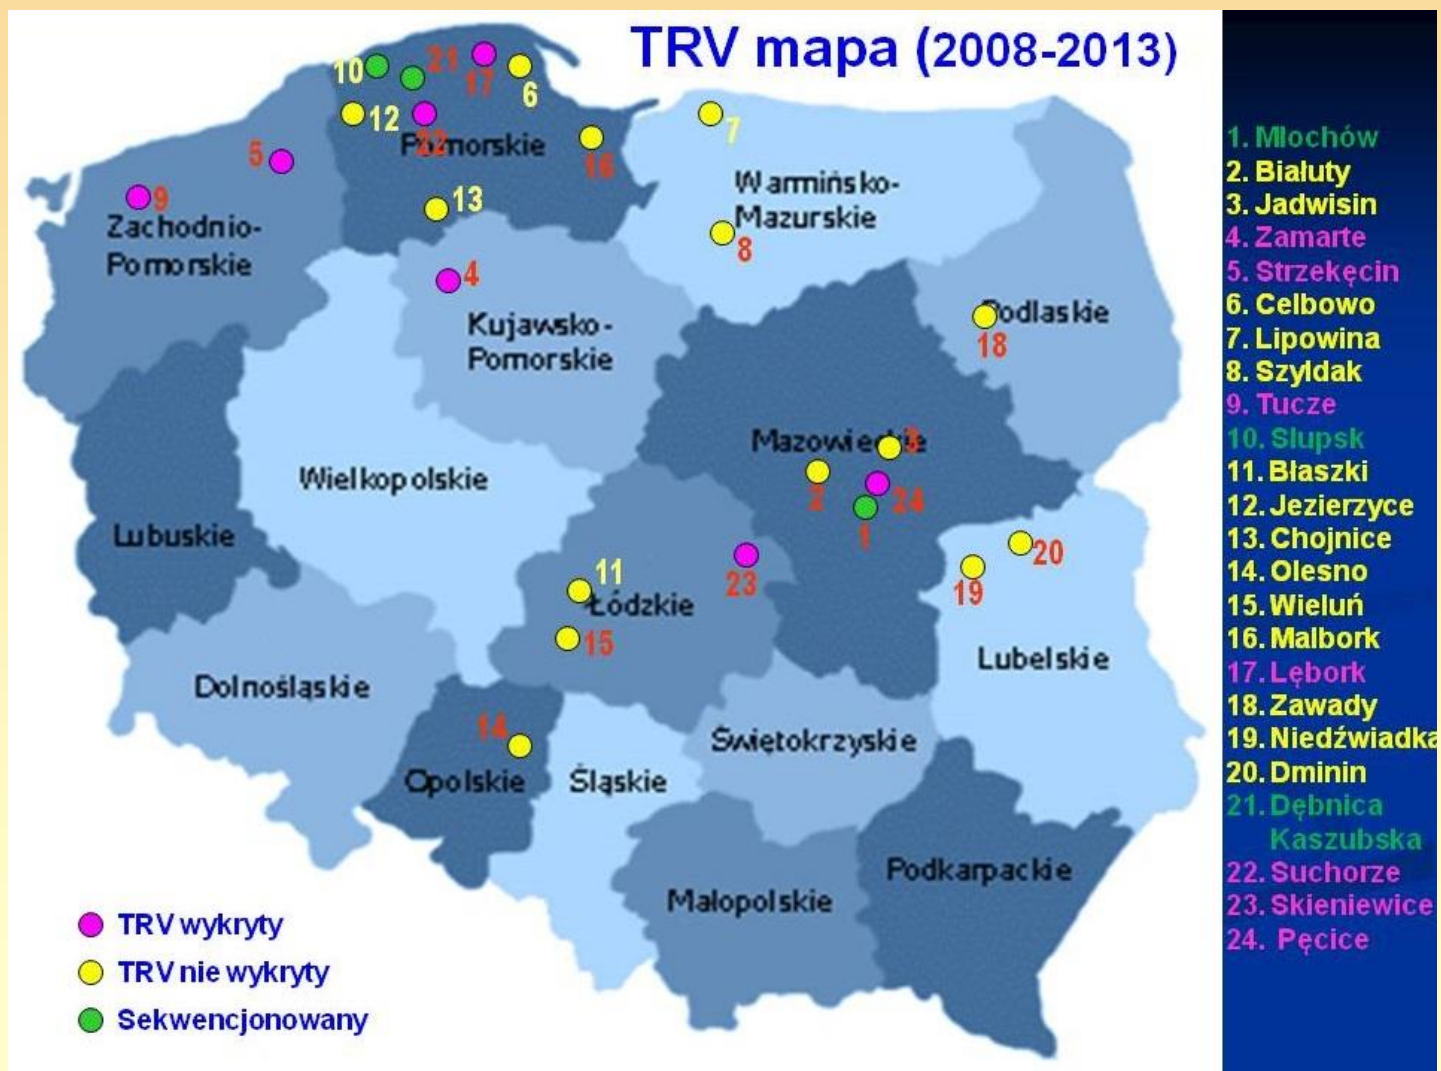 TRV mapa (2008-2013)
10
21
17
6
12
22
Pomorskie
16
7
5
9
Zachodnio-
Pomorskie
13
Warmińsko-
Mazurskie
8
4
Kujawsko-
Pomorskie
Podlaskie
18
Mazowieckie
3
2
24
1
Wielkopolskie
Lubuskie
11
Łódzkie
15
23
20
19
Lubelskie
Dolnośląskie
14
Opolskie
Śląskie
Świętokrzyskie
Małopolskie
Podkarpackie
TRV wykryty
TRV nie wykryty
Sekwencjonowany
1. Młochów
2. Białuty
3. Jadwisin
4. Zamarte
5. Strzekęcin
6. Celbowo
7. Lipowina
8. Szyldak
9. Tucze
10. Słupsk
11. Błaszki
12. Jezierzyce
13. Chojnice
14. Olesno
15. Wieluń
16. Malbork
17. Lębork
18. Zawady
19. Niedźwiadka
20. Dminin
21. Dębnica
Kaszubska
22. Suchorze
23. Skieniewice
24. Pęcice